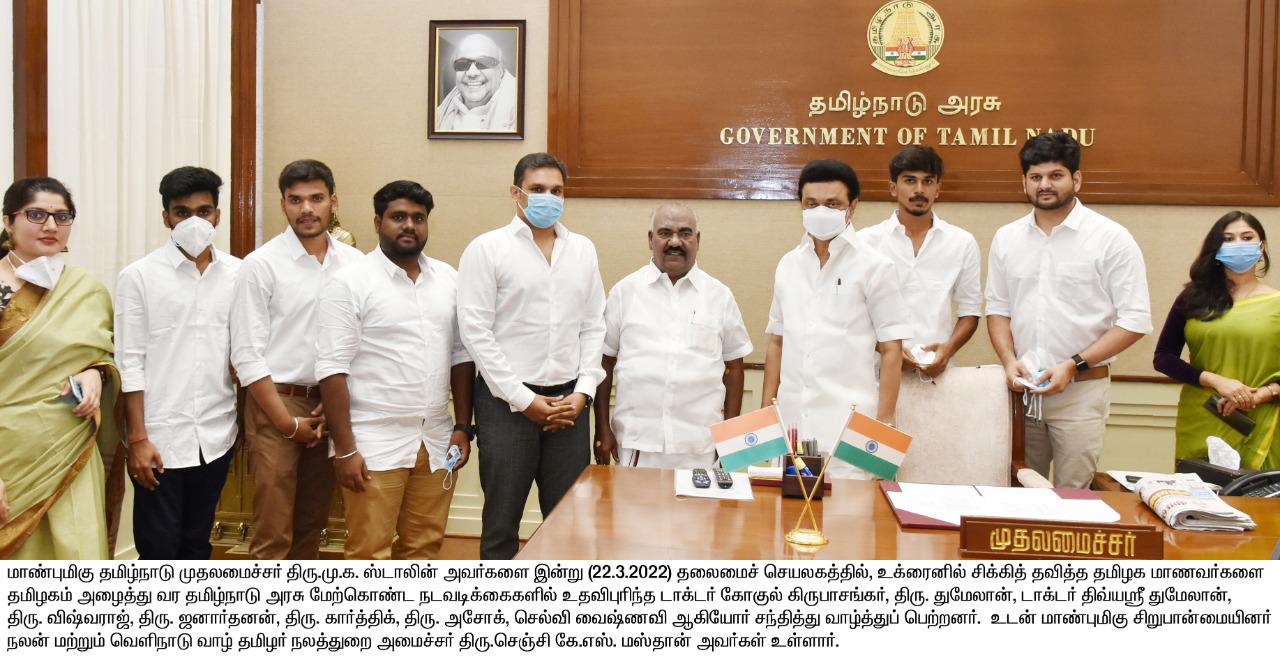 தமிழ்நாடு அரசு
தமிழ்நாடு அரசு
GOVERNMENT OF TAMIL NADU
முதலமைச்சர்
மாண்புமிகு தமிழ்நாடு முதலமைச்சர் திரு.மு.க. ஸ்டாலின் அவர்களை இன்று (22.3.2022) தலைமைச் செயலகத்தில், உக்ரைனில் சிக்கித் தவித்த தமிழக மாணவர்களை
தமிழகம் அழைத்து வர தமிழ்நாடு அரசு மேற்கொண்ட நடவடிக்கைகளில் உதவிபுரிந்த டாக்டர் கோகுல் கிருபாசங்கர், திரு. துமேலான், டாக்டர் திவ்யஸ்ரீ துமேலான்,
திரு. விஷ்வராஜ், திரு. ஜனார்தனன், திரு. கார்த்திக், திரு. அசோக், செல்வி வைஷ்ணவி ஆகியோர் சந்தித்து வாழ்த்துப் பெற்றனர். உடன் மாண்புமிகு சிறுபான்மையினர்
நலன் மற்றும் வெளிநாடு வாழ் தமிழர் நலத்துறை அமைச்சர் திரு.செஞ்சி கே.எஸ். மஸ்தான் அவர்கள் உள்ளார்.